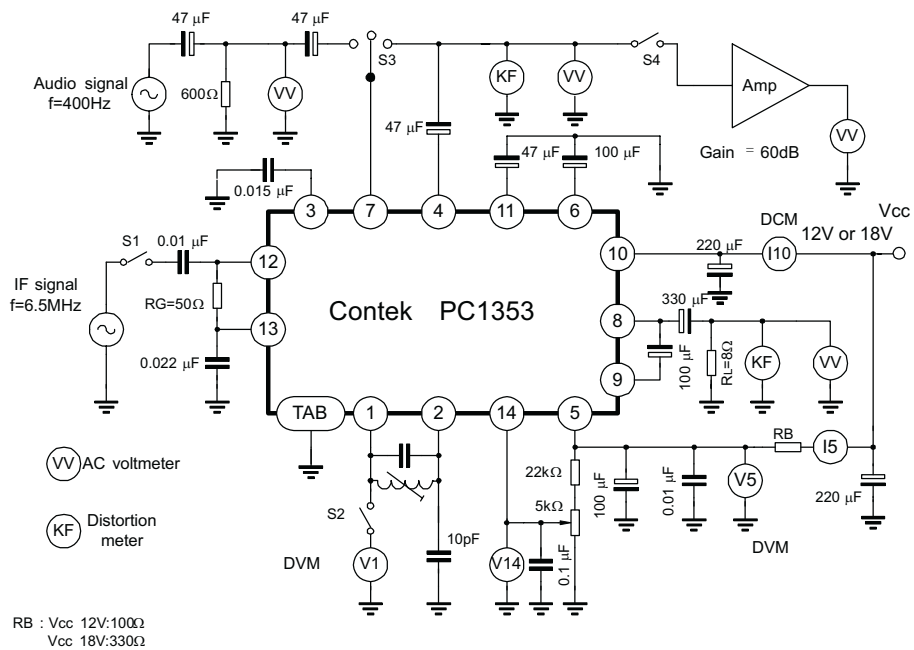 47 μF
47 μF
S3
S4
Audio signal
f=400Hz
600Ω
VV
KF
VV
Amp
VV
47 μF
47 μF
100 μF
Gain = 60dB
0.015 μF
3
7
4
11
6
DCM
Vcc
12V or 18V
S1
0.01 μF
12
10
220 μF
I10
IF signal
f=6.5MHz
RG=50Ω
Contek PC1353
330 μF
13
8
0.022 μF
9
100 μF
RL=8Ω
KF
VV
TAB
1
2
14
5
RB
I5
VV AC voltmeter
22kΩ
100 μF
0.01 μF
V5
220 μF
S2
5kΩ
KF Distortion
meter
10pF
DVM
V1
V14
0.1 μF
DVM
RB : Vcc 12V:100Ω
Vcc 18V:330Ω